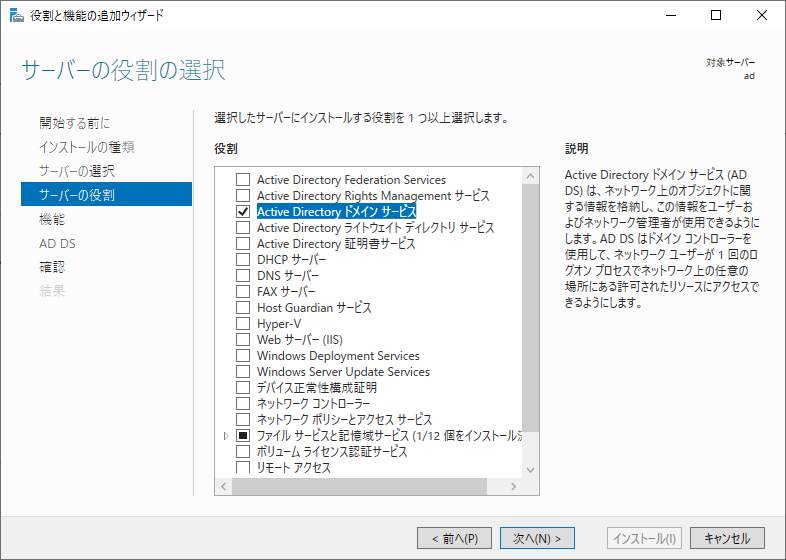 役割と機能の追加ウィザード
サーバーの役割の選択
対象サーバー
ad
開始する前に
インストールの種類
サーバーの選択
サーバーの役割
機能
AD DS
確認
結果
選択したサーバーにインストールする役割を 1 つ以上選択します。
役割
Active Directory Federation Services
Active Directory Rights Management サービス
Active Directory ドメイン サービス
Active Directory ライトウェイト ディレクトリ サービス
Active Directory 証明書サービス
DHCP サーバー
DNS サーバー
FAX サーバー
Host Guardian サービス
Hyper-V
Web サーバー (IIS)
Windows Deployment Services
Windows Server Update Services
デバイス正常性構成証明
ネットワーク コントローラー
ネットワーク ポリシーとアクセス サービス
ファイル サービスと記憶域サービス (1/12 個をインストール済
ボリューム ライセンス認証サービス
リモート アクセス
説明
Active Directory ドメイン サービス (AD
DS) は、ネットワーク上のオブジェクトに関
する情報を格納し、この情報をユーザーお
よびネットワーク管理者が使用できるようにに
します。AD DS はドメイン コントローラーを
使用して、ネットワーク ユーザーが 1 回のロ
グオン プロセスでネットワーク上の任意の
場所にある許可されたリソースにアクセスで
きるようにします。
< 前へ(P)
次へ(N) >
インストール(I)
キャンセル